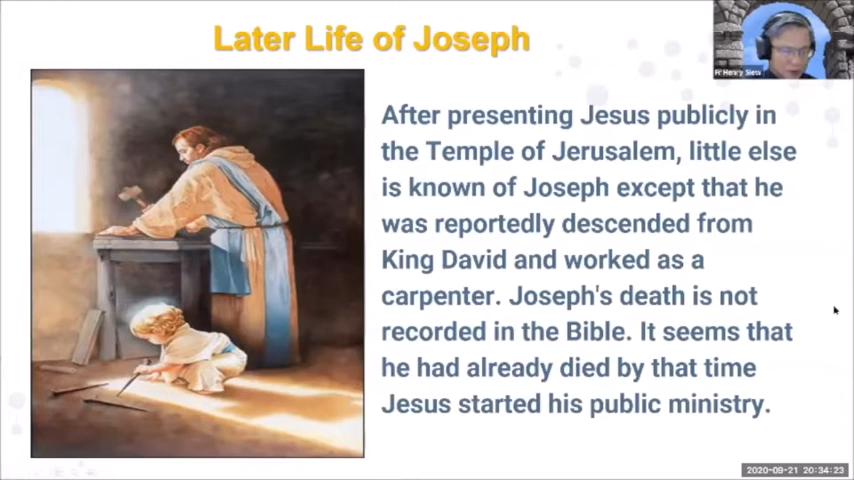 Later Life of Joseph
Fr Henry Siew
After presenting Jesus publicly in
the Temple of Jerusalem, little else
is known of Joseph except that he
was reportedly descended from
King David and worked as a
carpenter. Joseph's death is not
recorded in the Bible. It seems that
he had already died by that time
Jesus started his public ministry.
2020-09-21 20:34:23